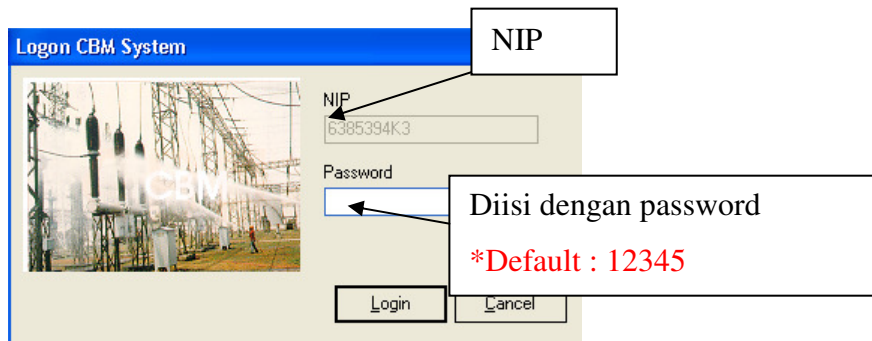 Logon CBM System
NIP
NIP
6385394K3
Password
CBM
Diisi dengan password
*Default : 12345
Login
Cancel